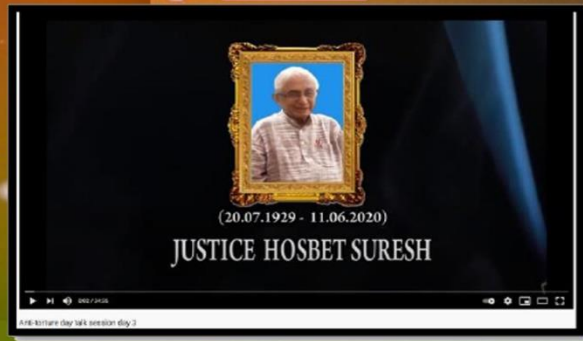 (20.07.1929 - 11.06.2020)
JUSTICE HOSBET SURESH
Anti-torture day talk session day 3